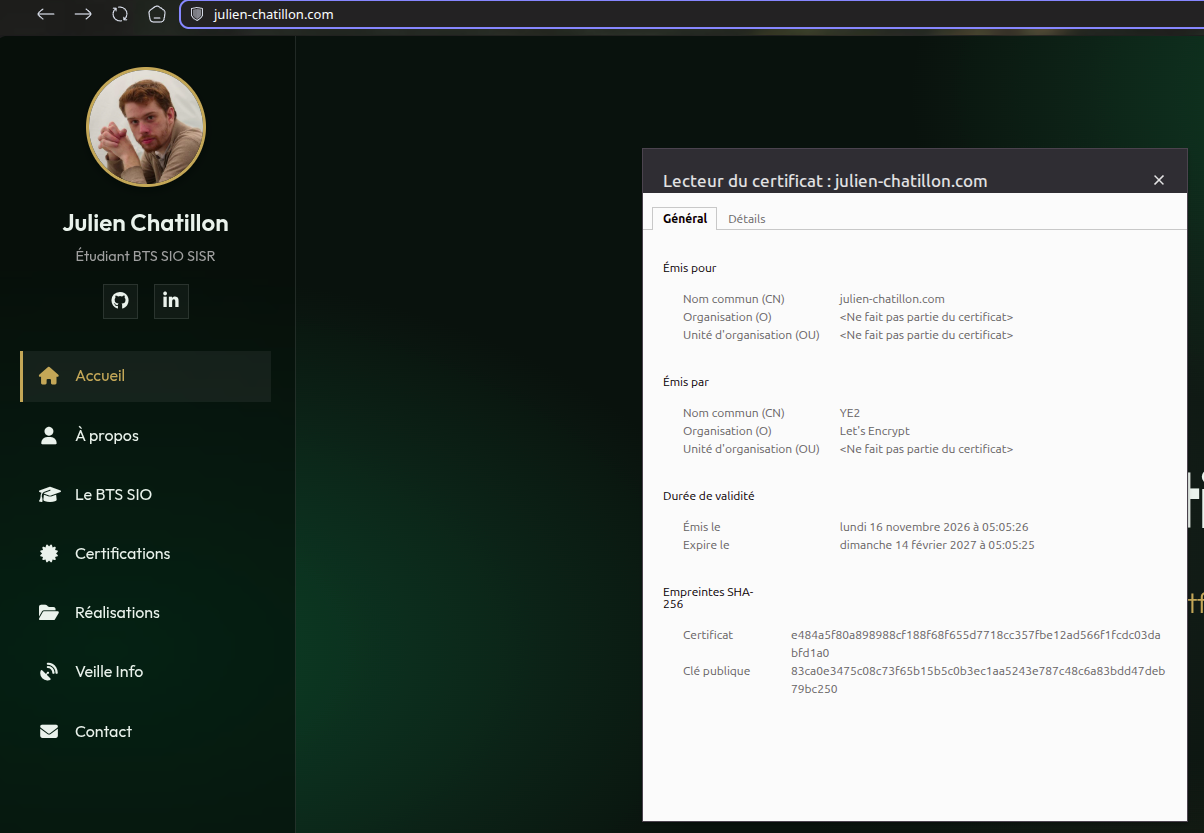 julien-chatillon.com
Julien Chatillon
Étudiant BTS SIO SISR
in
Accueil
À propos
Le BTS SIO
Certifications
Réalisations
Veille Info
Contact
Lecteur du certificat : julien-chatillon.com
Général Détails
Émis pour
Nom commun (CN) julien-chatillon.com
Organisation (O) <Ne fait pas partie du certificat>
Unité d'organisation (OU) <Ne fait pas partie du certificat>
Émis par
Nom commun (CN) YE2
Organisation (O) Let's Encrypt
Unité d'organisation (OU) <Ne fait pas partie du certificat>
Durée de validité
Émis le lundi 16 novembre 2026 à 05:05:26
Expire le dimanche 14 février 2027 à 05:05:25
Empreintes SHA-
256
Certificat e484a5f80a898988cf188f68f655d7718cc357fbe12ad566f1fcdc03da
bfd1a0
Clé publique 83ca0e3475c08c73f65b15b5c0b3ec1aa5243e787c48c6a83bdd47deb
79bc250